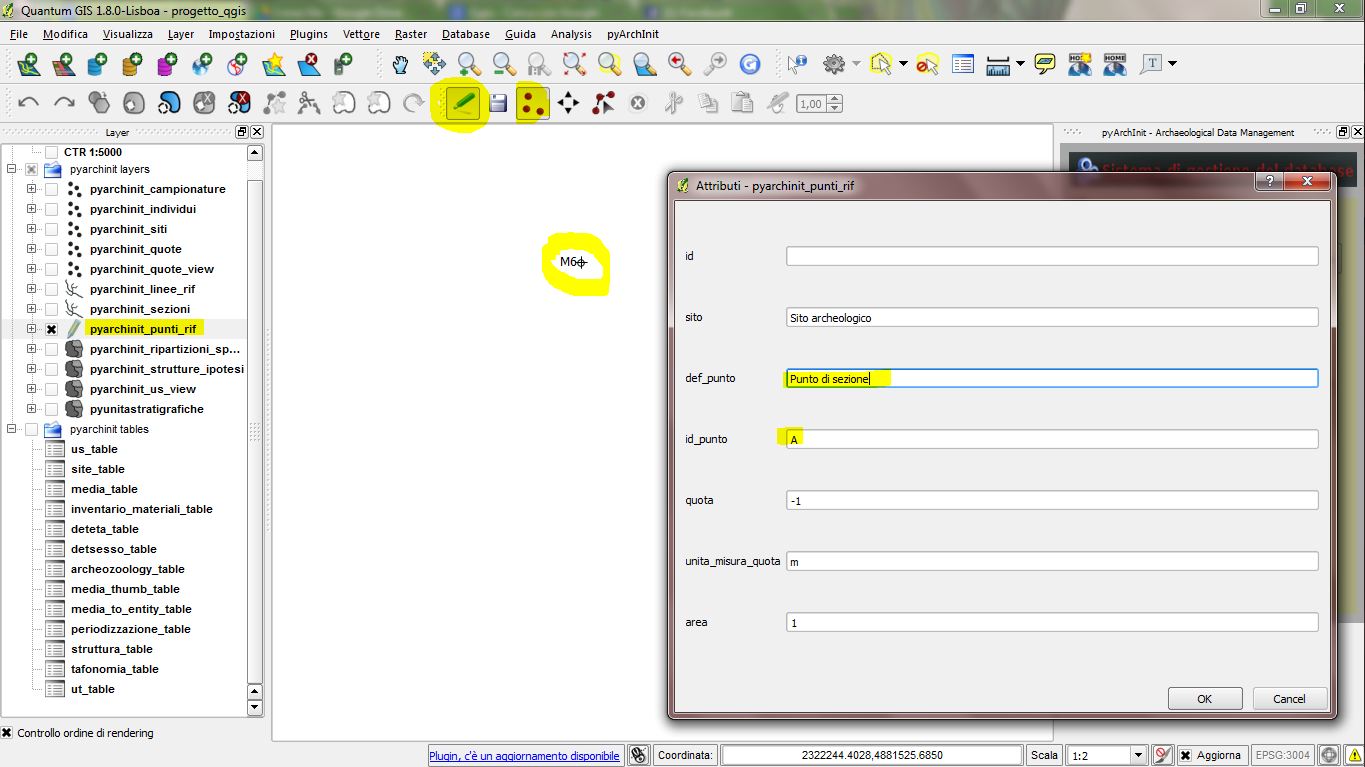 Quantum GIS 1.8.0-Lisboa - progetto_qgis
File Modifica Visualizza Layer Impostazioni Plugins Vettore Raster Database Guida Analysis pyArchInit
T
1,00
Layer
CTR 1:5000
pyarchinit layers
pyarchinit_campionature
pyarchinit_individui
pyarchinit_siti
pyarchinit_quote
pyarchinit_quote_view
pyarchinit_linee_rif
pyarchinit_sezioni
pyarchinit_punti_rif
pyarchinit_ripartizioni_sp...
pyarchinit_strutture_ipotesi
pyarchinit_us_view
pyunitastratigrafiche
pyarchinit tables
us_table
site_table
media_table
inventario_materiali_table
deteta_table
detsesso_table
archeozoology_table
media_thumb_table
media_to_entity_table
periodizzazione_table
struttura_table
tafonomia_table
ut_table
Controllo ordine di rendering
M6
pyArchInit - Archaeological Data Management
Sistema di gestione del database
Attributi - pyarchinit_punti_rif
id
sito Sito archeologico
def_punto Punto di sezione
id_punto A
quota -1
unita_misura_quota m
area 1
OK Cancel
Plugin, c'è un aggiornamento disponibile Coordinata: 2322244.4028,4881525.6850 Scala 1:2 Aggiorna EPSG:3004